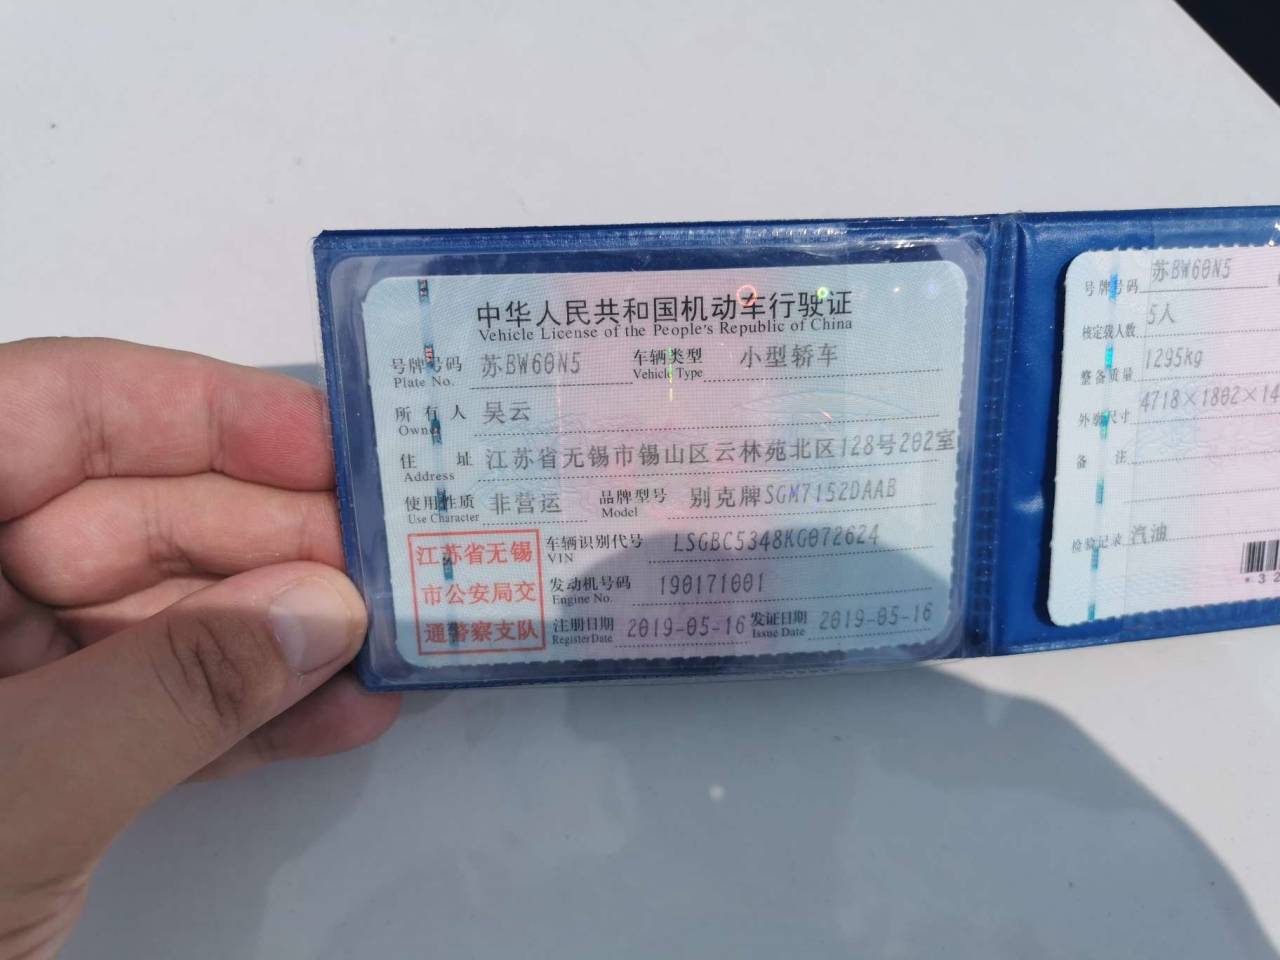 中华人民共和国机动车行驶证
Vehicle License of the People's Republic of China
号牌号码 苏BW60N5 车辆类型 小型轿车
Plate No. Vehicle Type
所有人 吴云
Owner
住址 江苏省无锡市锡山区云林苑北区128号202室
Address
使用性质 非营运 品牌型号 别克牌SGM7152DAAB
Use Character Model
江苏省无锡
市公安局交
通警察支队
车辆识别代号 LSGBC5348KG072624
VIN
发动机号码 190171001
Engine No.
注册日期 2019-05-16 发证日期 2019-05-16
Register Date Issue Date
号牌号码 苏BW60N5
核定载人数 5人
整备质量 1295kg
外廓尺寸 4718×1802×14
备注
检验记录 汽油
*32